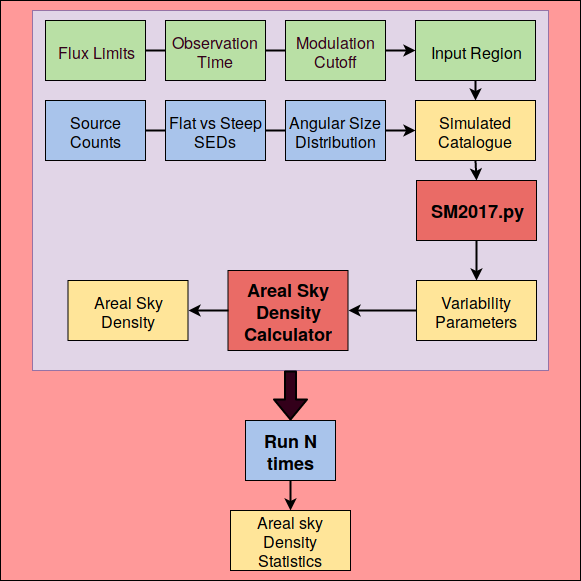 Flux Limits
Observation
Time
Modulation
Cutoff
Input Region
Source
Counts
Flat vs Steep
SEDs
Angular Size
Distribution
Simulated
Catalogue
SM2017.py
Areal Sky
Density
Areal Sky
Density
Calculator
Variability
Parameters
Run N
times
Areal sky
Density
Statistics